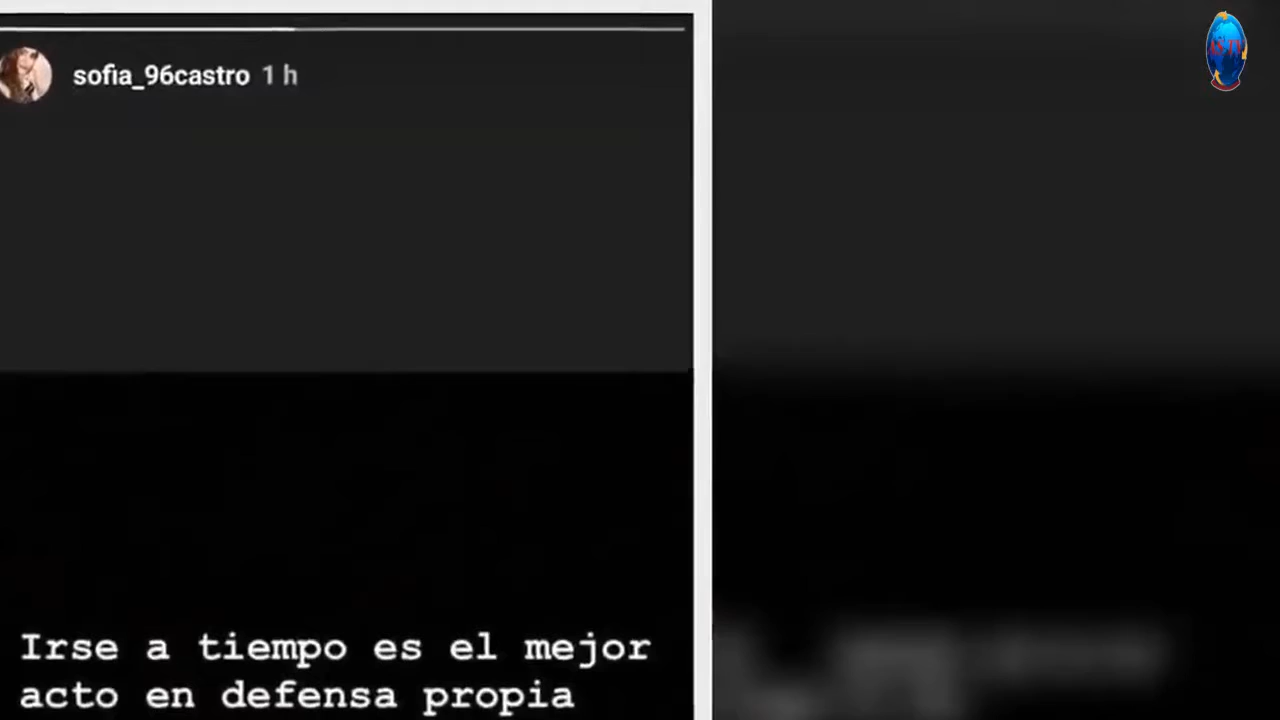 sofia_96castro 1 h
Irse a tiempo es el mejor
acto en defensa propia